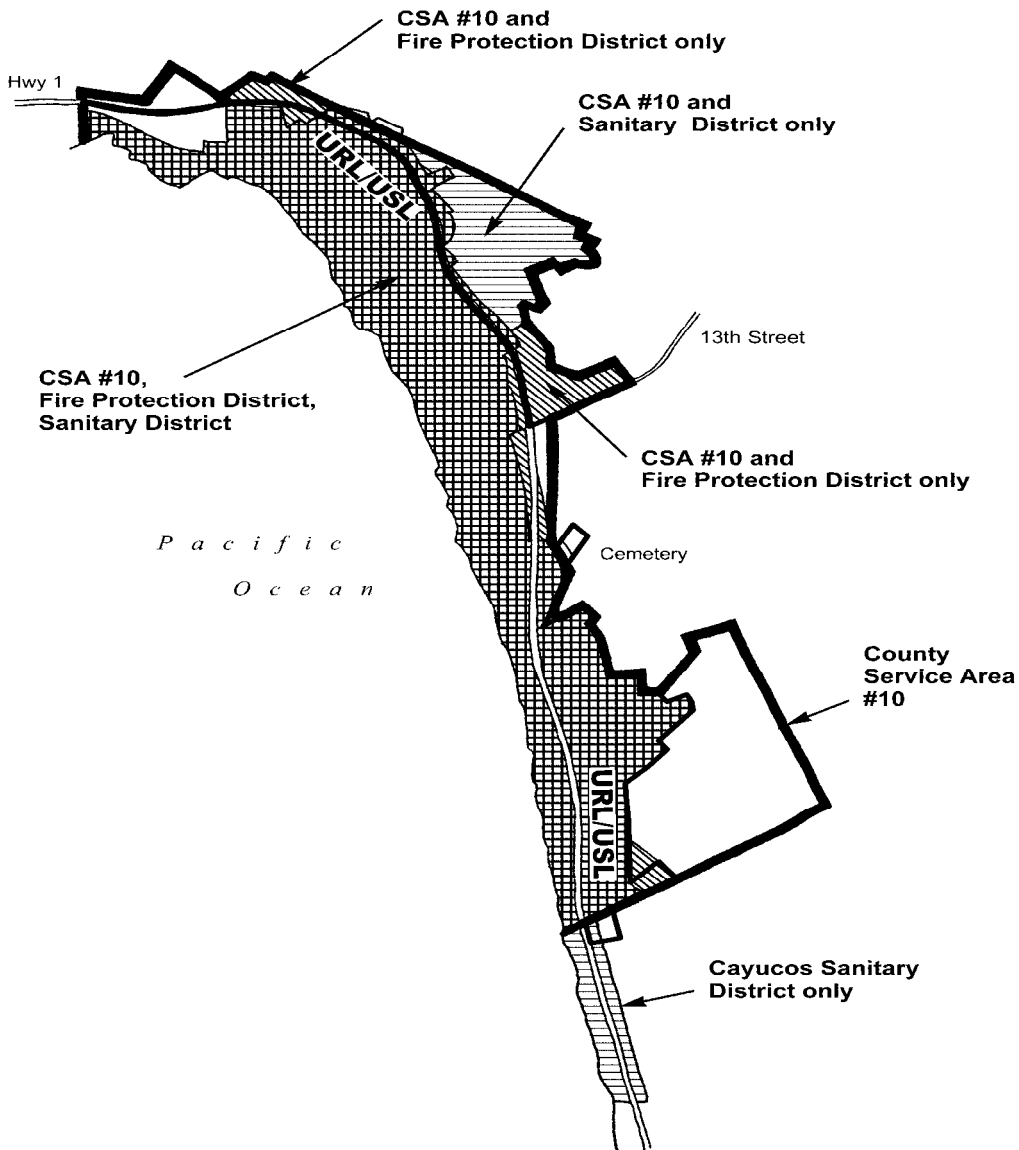 CSA #10 and
Fire Protection District only
Hwy 1
CSA #10 and
Sanitary District only
URL/USL
13th Street
CSA #10,
Fire Protection District,
Sanitary District
CSA #10 and
Fire Protection District only
Pacific
Ocean
Cemetery
County
Service Area
#10
URL/USL
Cayucos Sanitary
District only